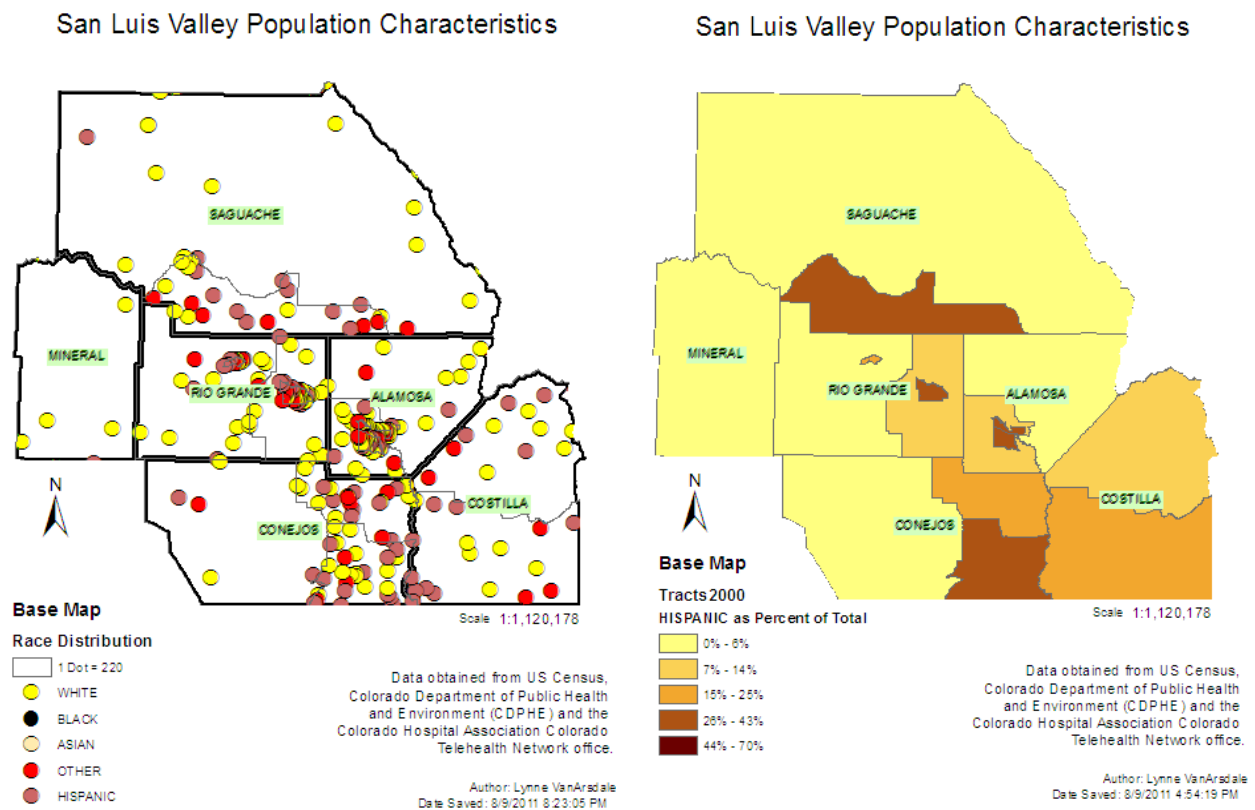 San Luis Valley Population Characteristics
SAGUACHE
MINERAL
RIO GRANDE
ALAMOSA
COSTILLA
CONEJOS
N
Scale 1:1,120,178
Base Map
Race Distribution
1 Dot = 220
WHITE
BLACK
ASIAN
OTHER
HISPANIC
Data obtained from US Census,
Colorado Department of Public Health
and Environment (CDPHE) and the
Colorado Hospital Association Colorado
Telehealth Network office.
Author: Lynne VanArsdale
Date Saved: 8/9/2011 8:23:05 PM
San Luis Valley Population Characteristics
SAGUACHE
MINERAL
RIO GRANDE
ALAMOSA
COSTILLA
CONEJOS
N
Scale 1:1,120,178
Base Map
Tracts2000
HISPANIC as Percent of Total
0% - 6%
7% - 14%
15% - 25%
26% - 43%
44% - 70%
Data obtained from US Census,
Colorado Department of Public Health
and Environment (CDPHE) and the
Colorado Hospital Association Colorado
Telehealth Network office.
Author: Lynne VanArsdale
Date Saved: 8/9/2011 4:54:19 PM